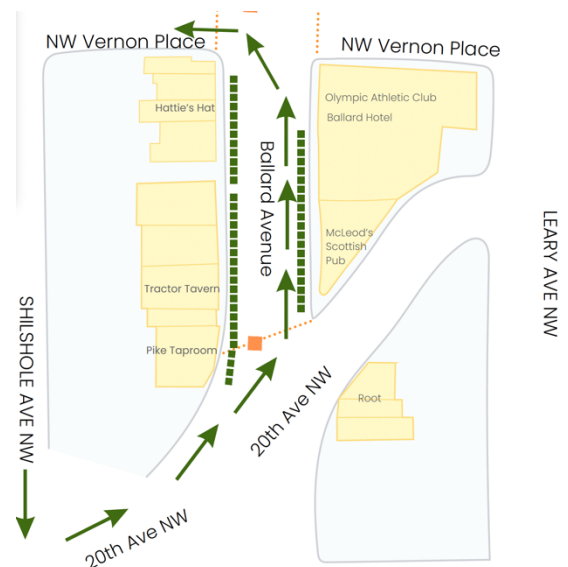 NW Vernon Place
NW Vernon Place
Hattie's Hat
Olympic Athletic Club
Ballard Hotel
Ballard Avenue
McLeod's
Scottish
Pub
LEARY AVE NW
Tractor Tavern
SHILSHOLE AVE NW
Pike Taproom
Root
20th Ave NW
20th Ave NW